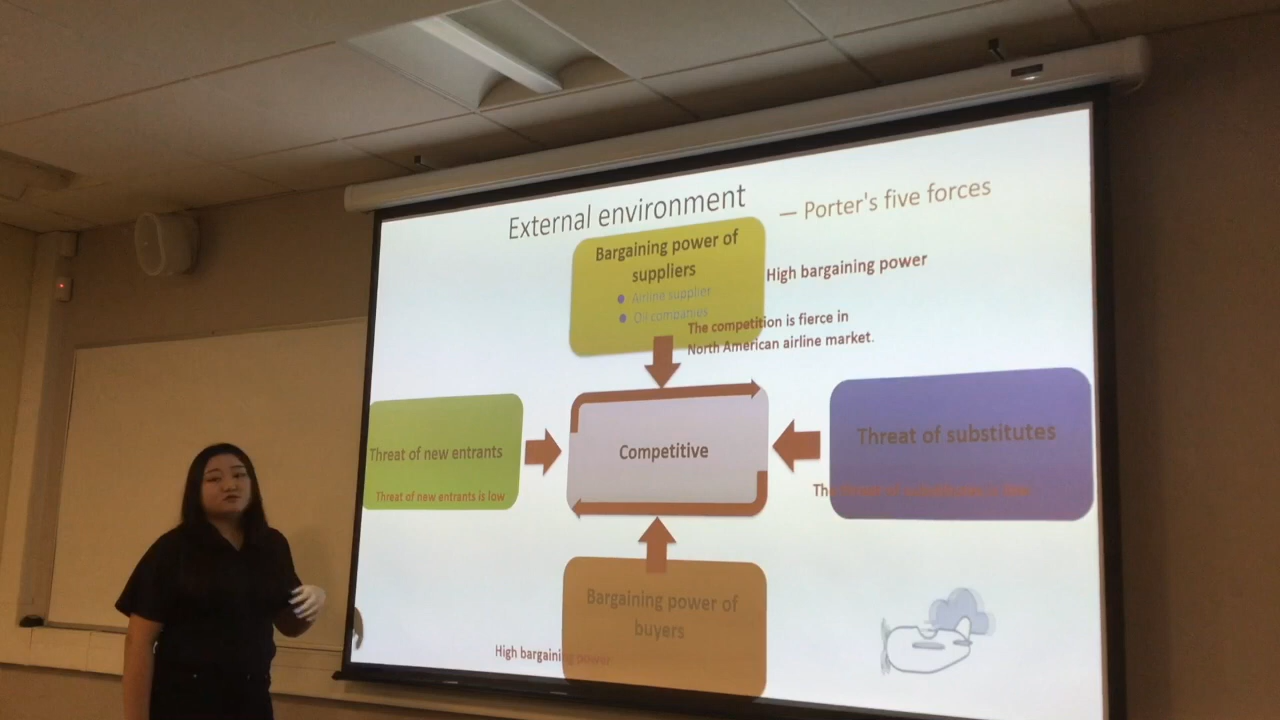 External environment
— Porter's five forces
Bargaining power of
suppliers
Airline supplier
Oil companies
High bargaining power
The competition is fierce in
North American airline market.
Threat of new entrants
Threat of new entrants is low
Competitive
Threat of substitutes
The threat of substitutes is
Bargaining power of
buyers
High bargaining power